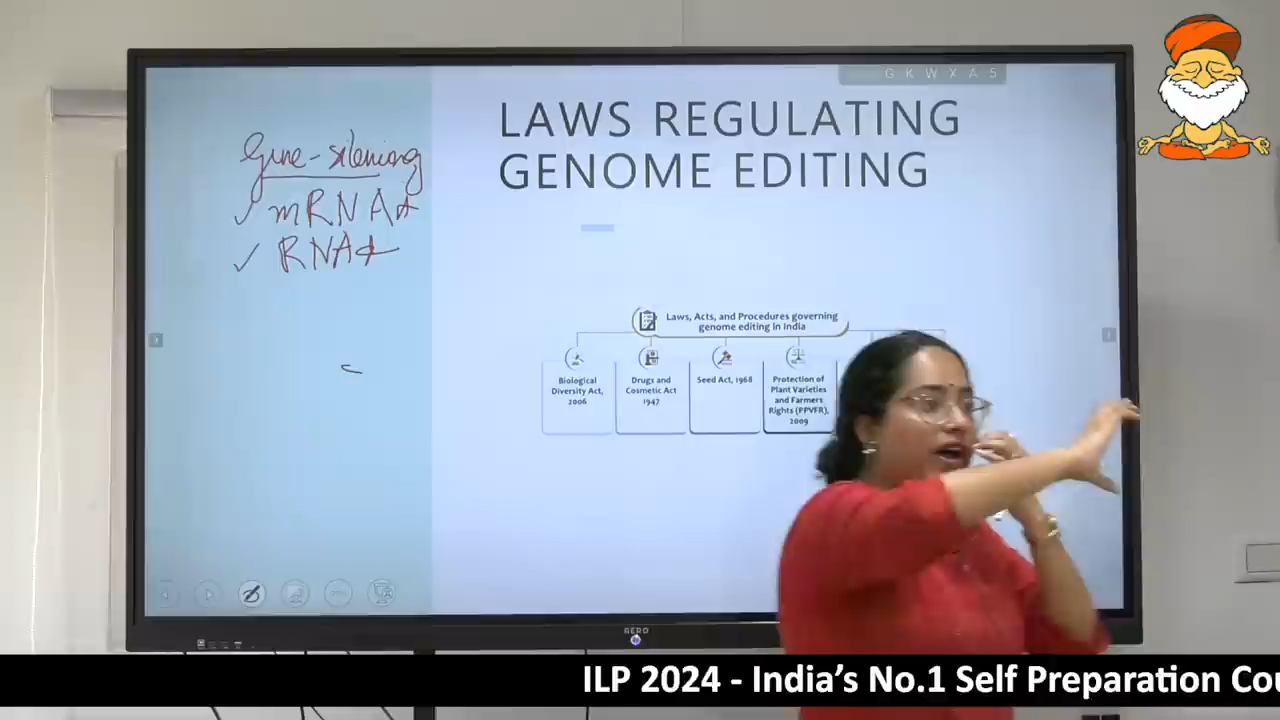 G K W X A 5
LAWS REGULATING
GENOME EDITING
Gene-silencing
✓ mRNA
✓ RNA
Laws, Acts, and Procedures governing
genome editing in India
Biological
Diversity Act,
2006
Drugs and
Cosmetic Act
1947
Seed Act, 1968
Protection of
Plant Varieties
and Farmers
Rights (PPVFR),
2009
AERO
ILP 2024 - India’s No.1 Self Preparation Cou